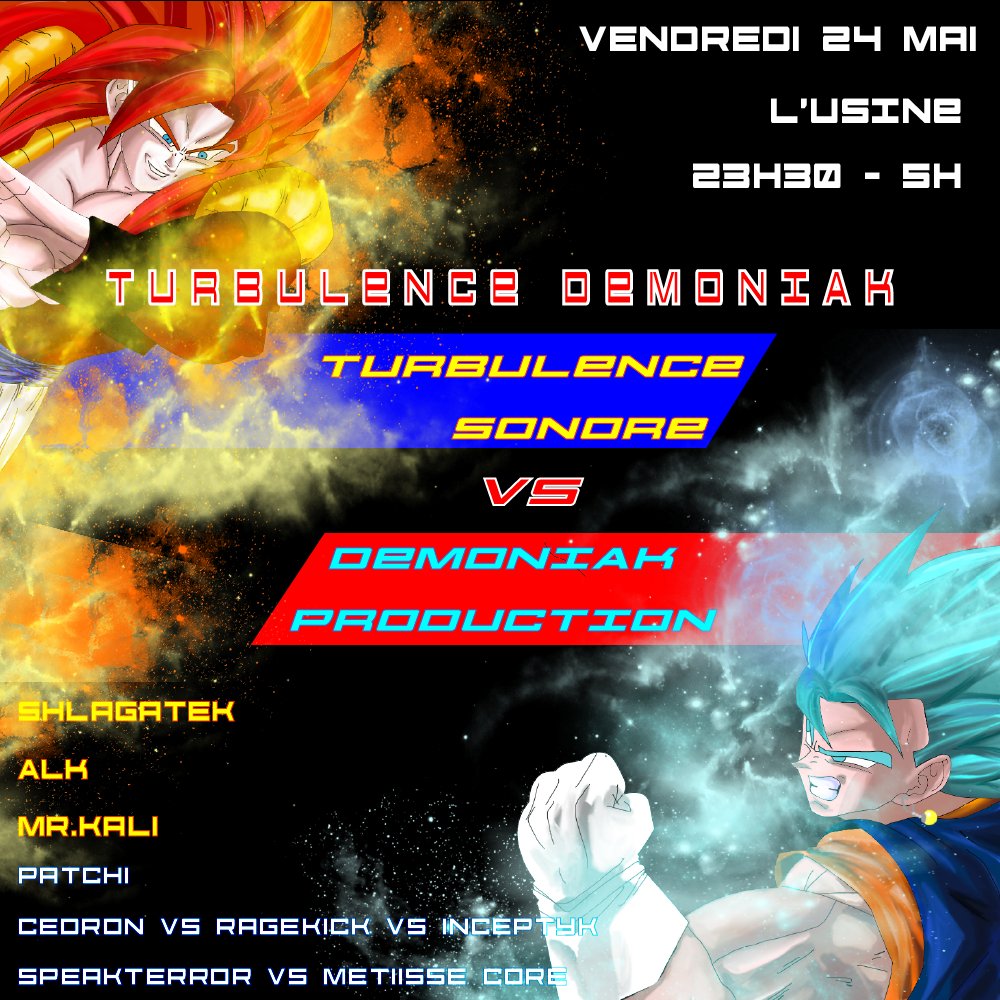 VENDREDI 24 MAI
L'USINE
23H30 - 5H
TURBULENCE DEMONIAK
TURBULENCE
SONORE
VS
DEMONIAK
PRODUCTION
SHLAGATEK
ALK
MR.KALI
PATCHI
CEDRON VS RAGEKICK VS INCEPTYK
SPEAKTERROR VS METIISSE CORE